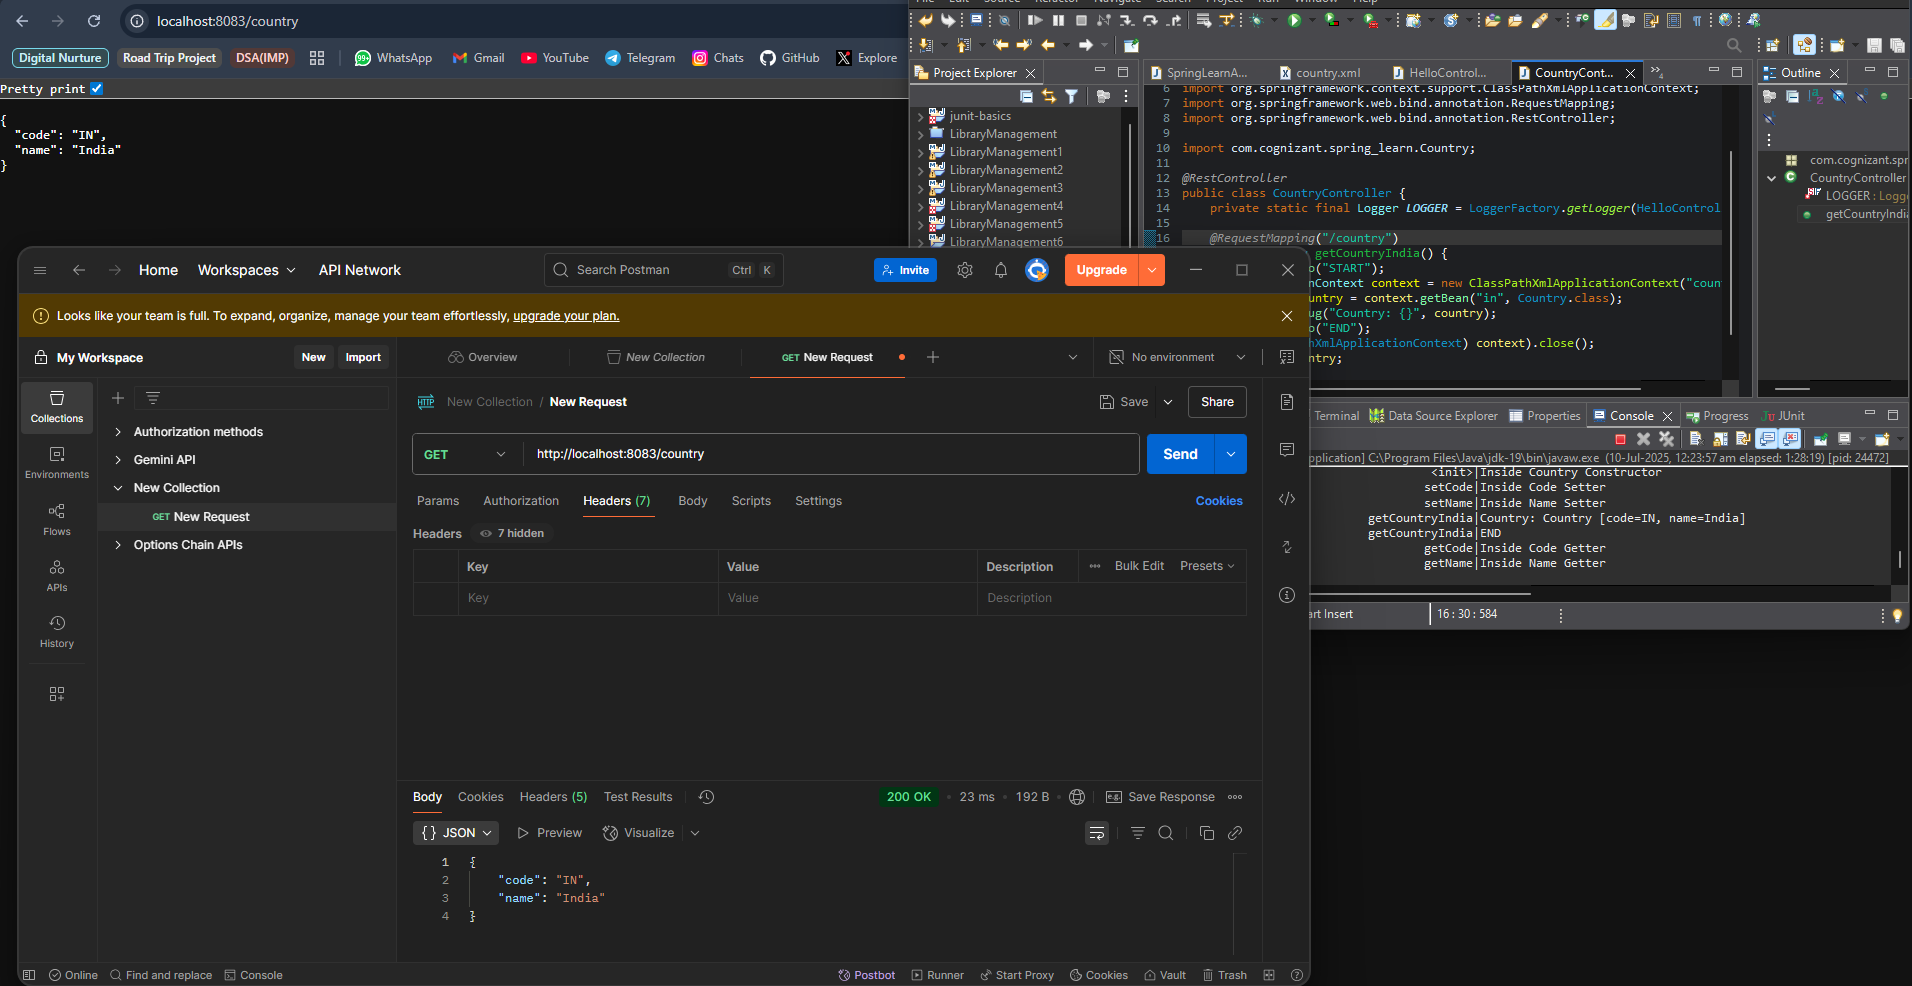 localhost:8083/country
Digital Nurture
Road Trip Project
DSA(IMP)
WhatsApp
Gmail
YouTube
Telegram
Chats
GitHub
Explore
Pretty print
{
"code": "IN",
"name": "India"
}
Project Explorer
junit-basics
LibraryManagement
LibraryManagement1
LibraryManagement2
LibraryManagement3
LibraryManagement4
LibraryManagement5
LibraryManagement6
SpringLearnA...
country.xml
HelloControl...
CountryCont...
4
6 import org.springframework.context.support.ClassPathXmlApplicationContext;
7 import org.springframework.web.bind.annotation.RequestMapping;
8 import org.springframework.web.bind.annotation.RestController;
9
10 import com.cognizant.spring_learn.Country;
11
12 @RestController
13 public class CountryController {
14 private static final Logger LOGGER = LoggerFactory.getLogger(HelloControl
15
16 @RequestMapping("/country")
getCountryIndia() {
o("START");
onContext context = new ClassPathXmlApplicationContext("coun
untry = context.getBean("in", Country.class);
ug("Country: {}", country);
o("END");
hXmlApplicationContext) context).close();
ntry;
Outline
com.cognizant.spr
CountryController
LOGGER : Logge
getCountryIndi
Terminal
Data Source Explorer
Properties
Console
Progress
JUnit
pplication] C:\Program Files\Java\jdk-19\bin\javaw.exe (10-Jul-2025, 12:23:57 am elapsed: 1:28:19) [pid: 24472]
<init>|Inside Country Constructor
setCode|Inside Code Setter
setName|Inside Name Setter
getCountryIndia|Country: Country [code=IN, name=India]
getCountryIndia|END
getCode|Inside Code Getter
getName|Inside Name Getter
art Insert
16 : 30 : 584
Home
Workspaces
API Network
Search Postman
Ctrl K
Invite
Upgrade
Looks like your team is full. To expand, organize, manage your team effortlessly, upgrade your plan.
My Workspace
New
Import
Overview
New Collection
GET New Request
No environment
Collections
Environments
Flows
APIs
History
Authorization methods
Gemini API
New Collection
GET New Request
Options Chain APIs
HTTP New Collection / New Request
Save
Share
GET
http://localhost:8083/country
Send
Params
Authorization
Headers (7)
Body
Scripts
Settings
Cookies
Headers
7 hidden
Key
Value
Description
Bulk Edit
Presets
Key
Value
Description
Body
Cookies
Headers (5)
Test Results
200 OK
23 ms
192 B
e.g. Save Response
{} JSON
Preview
Visualize
1 {
2 "code": "IN",
3 "name": "India"
4 }
Online
Find and replace
Console
Postbot
Runner
Start Proxy
Cookies
Vault
Trash